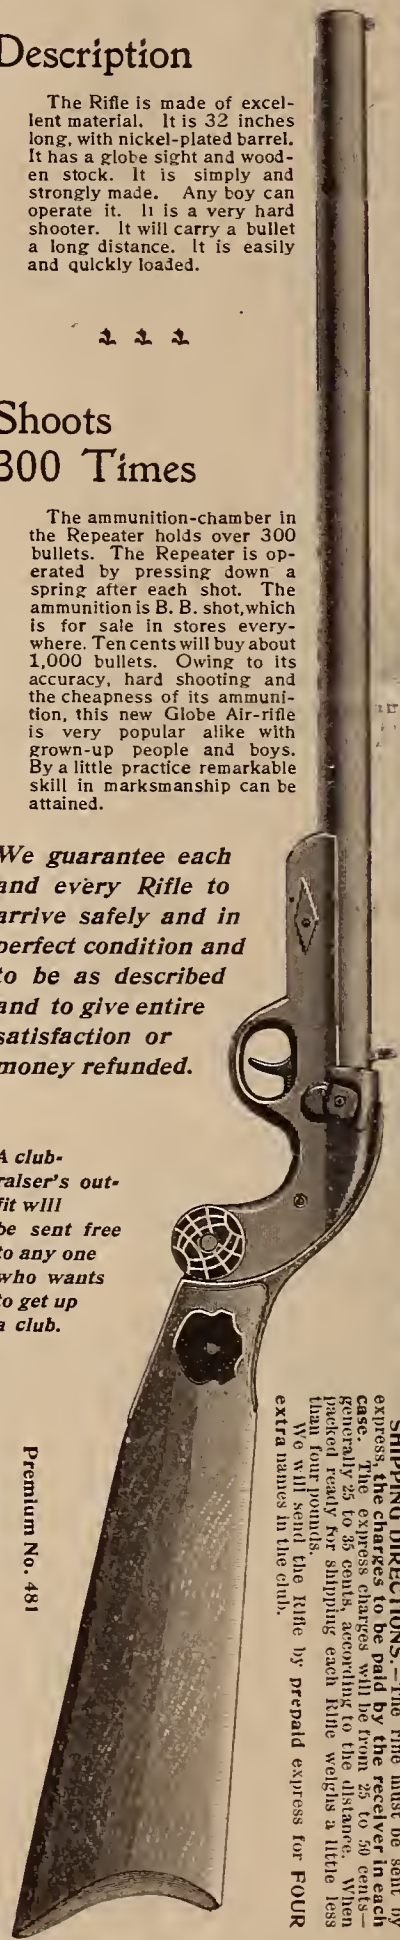 Description
The Rifle is made of excel-
lent material. It is 32 inches
long, with nickel-plated barrel.
It has a globe sight and wood-
en stock. It is simply and
strongly made. Any boy can
operate it. It is a very hard
shooter. It will carry a bullet
a long distance. It is easily
and quickly loaded.
Shoots
300 Times
The ammunition-chamber in
the Repeater holds over 300
bullets. The Repeater is op-
erated by pressing down a
spring after each shot. The
ammunition is B. B. shot, which
is for sale in stores every-
where. Ten cents will buy about
1,000 bullets. Owing to its
accuracy, hard shooting and
the cheapness of its ammuni-
tion, this new Globe Air-rifle
is very popular alike with
grown-up people and boys.
By a little practice remarkable
skill in marksmanship can be
attained.
We guarantee each
and every Rifle to
arrive safely and in
perfect condition and
to be as described
and to give entire
satisfaction or
money refunded.
A club-
raiser's out-
fit will
be sent free
to any one
who wants
to get up
a club.
Premium No. 481
SHIPPING DIRECTIONS.—The rifle must be sent by
express, the charges to be paid by the receiver in each
case. The express charges will be from 25 to 50 cents—
generally 25 to 35 cents, according to the distance. When
packed ready for shipping each Rifle weighs a little less
than four pounds.
We will send the Rifle by prepaid express for FOUR
extra names in the club.